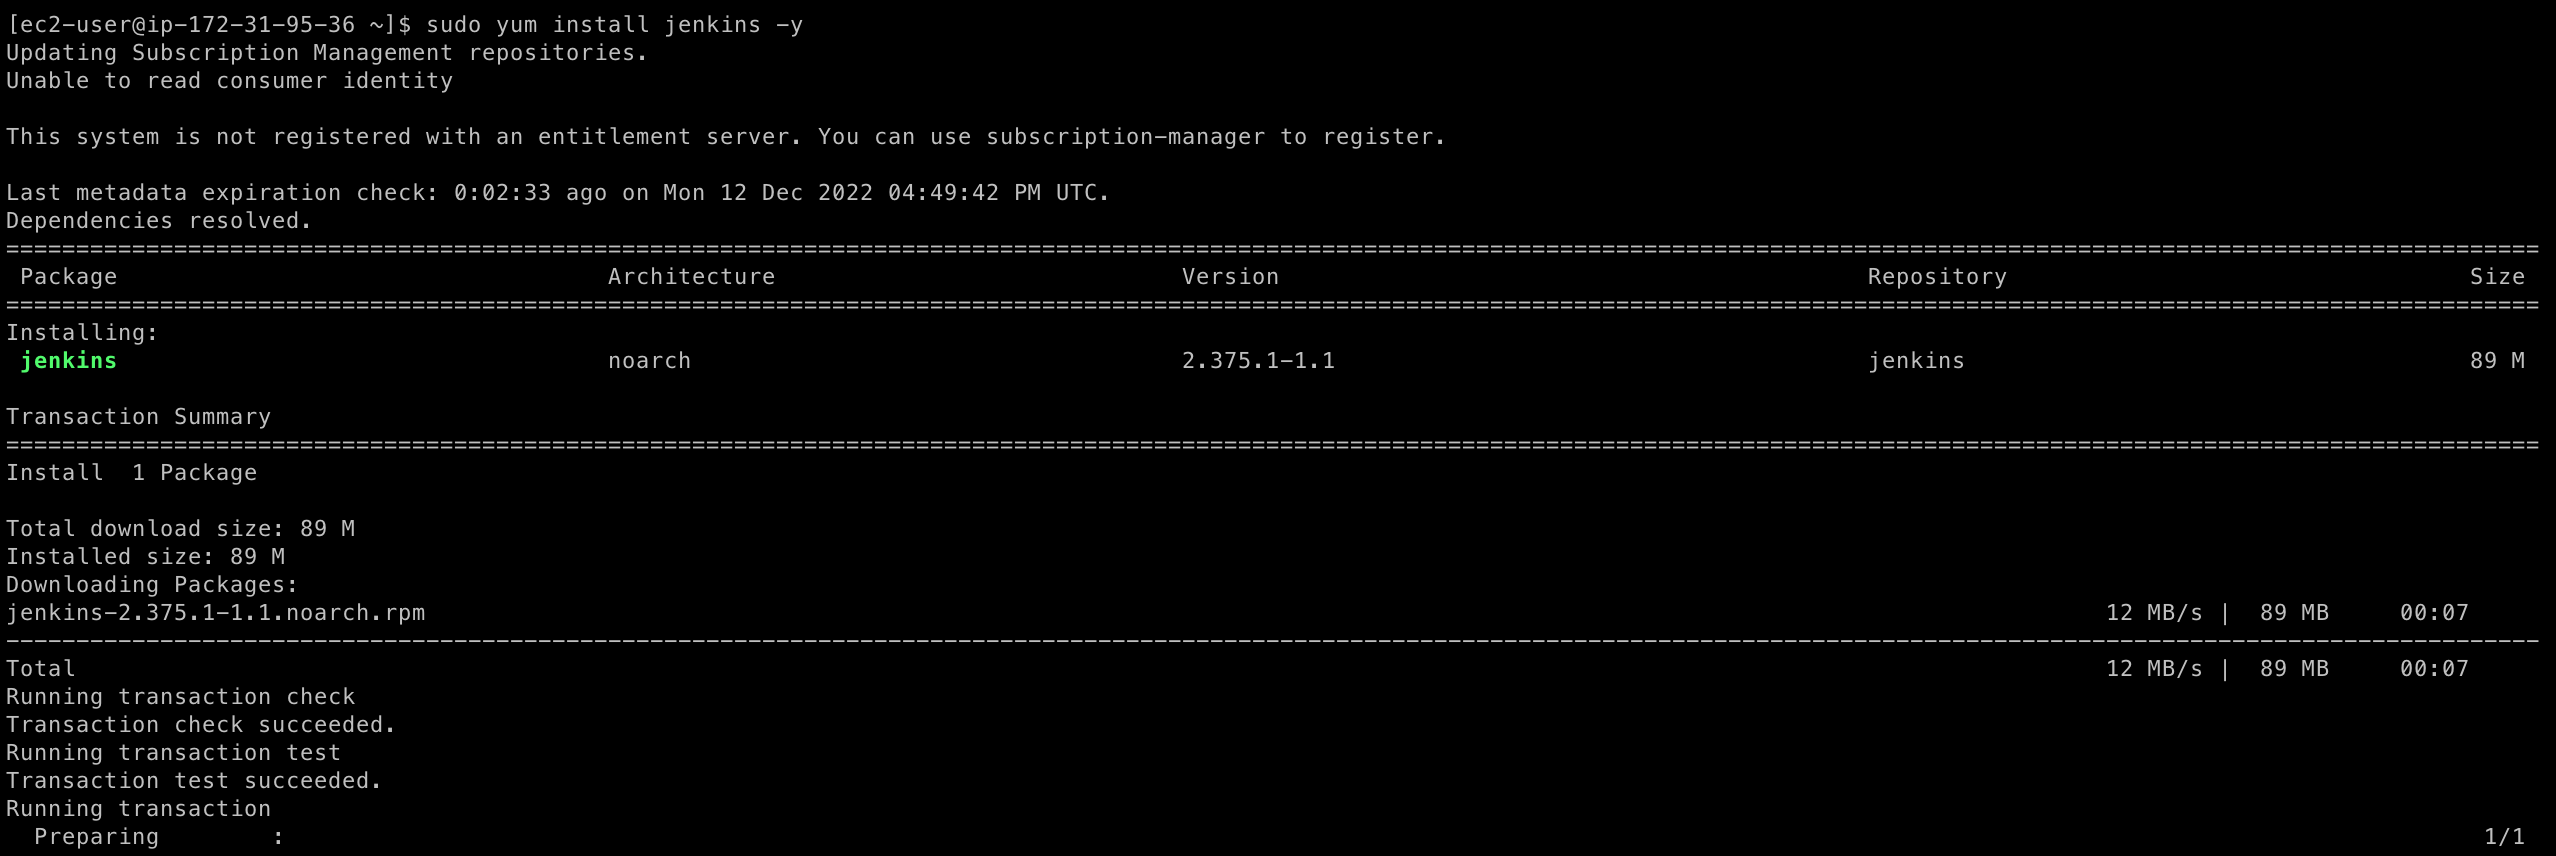 [ec2-user@ip-172-31-95-36 ~]$ sudo yum install jenkins -y
Updating Subscription Management repositories.
Unable to read consumer identity
This system is not registered with an entitlement server. You can use subscription-manager to register.
Last metadata expiration check: 0:02:33 ago on Mon 12 Dec 2022 04:49:42 PM UTC.
Dependencies resolved.
Package Architecture Version Repository Size
Installing:
jenkins noarch 2.375.1-1.1 jenkins 89 M
Transaction Summary
Install 1 Package
Total download size: 89 M
Installed size: 89 M
Downloading Packages:
jenkins-2.375.1-1.1.noarch.rpm 12 MB/s | 89 MB 00:07
Total 12 MB/s | 89 MB 00:07
Running transaction check
Transaction check succeeded.
Running transaction test
Transaction test succeeded.
Running transaction
Preparing : 1/1